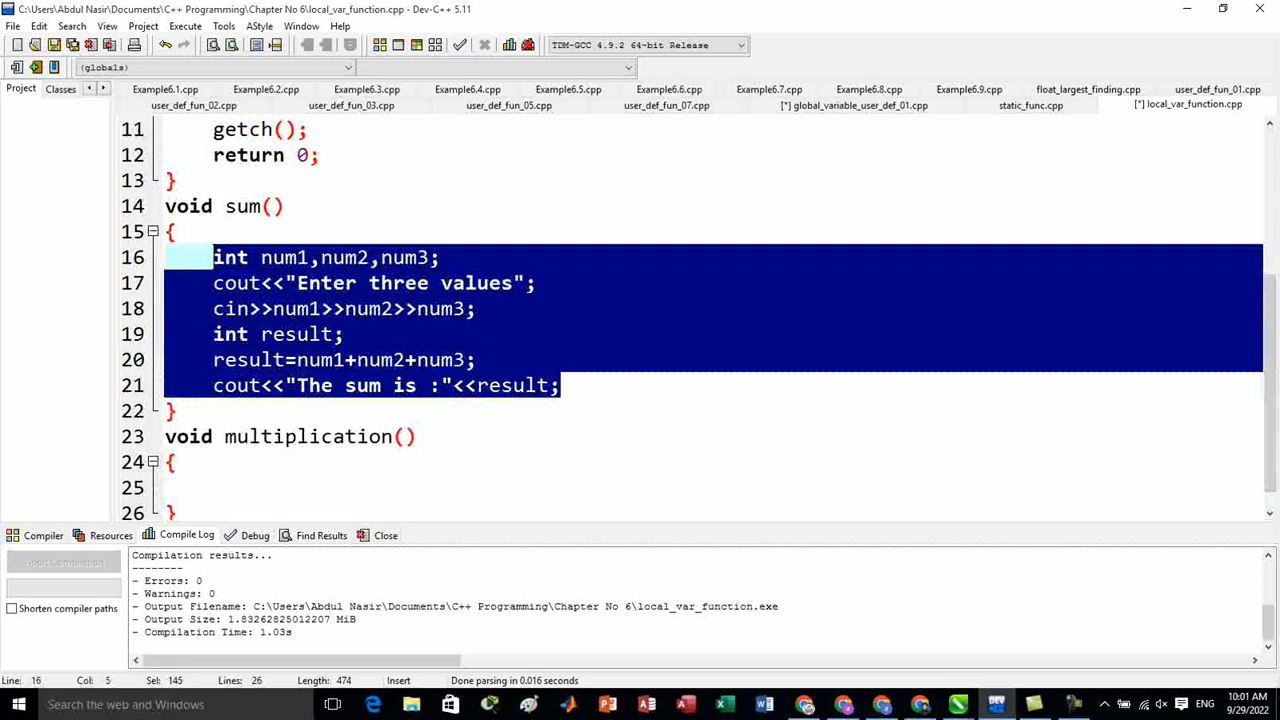 C:\Users\Abdul Nasir\Documents\C++ Programming\Chapter No 6\local_var_function.cpp - Dev-C++ 5.11
File Edit Search View Project Execute Tools AStyle Window Help
TDM-GCC 4.9.2 64-bit Release
(globals)
Project Classes
Example6.1.cpp Example6.2.cpp Example6.3.cpp Example6.4.cpp Example6.5.cpp Example6.6.cpp Example6.7.cpp Example6.8.cpp Example6.9.cpp float_largest_finding.cpp user_def_fun_01.cpp
user_def_fun_02.cpp user_def_fun_03.cpp user_def_fun_05.cpp user_def_fun_07.cpp [*] global_variable_user_def_01.cpp static_func.cpp [*] local_var_function.cpp
11 getch();
12 return 0;
13 }
14 void sum()
15 {
16 int num1,num2,num3;
17 cout<<"Enter three values";
18 cin>>num1>>num2>>num3;
19 int result;
20 result=num1+num2+num3;
21 cout<<"The sum is :"<<result;
22 }
23 void multiplication()
24 {
25
26 }
Compiler Resources Compile Log Debug Find Results Close
Abort Compilation
Shorten compiler paths
Compilation results...
--------
- Errors: 0
- Warnings: 0
- Output Filename: C:\Users\Abdul Nasir\Documents\C++ Programming\Chapter No 6\local_var_function.exe
- Output Size: 1.83262825012207 MiB
- Compilation Time: 1.03s
Line: 16 Col: 5 Sel: 145 Lines: 26 Length: 474 Insert Done parsing in 0.016 seconds
Search the web and Windows
ENG
10:01 AM
9/29/2022